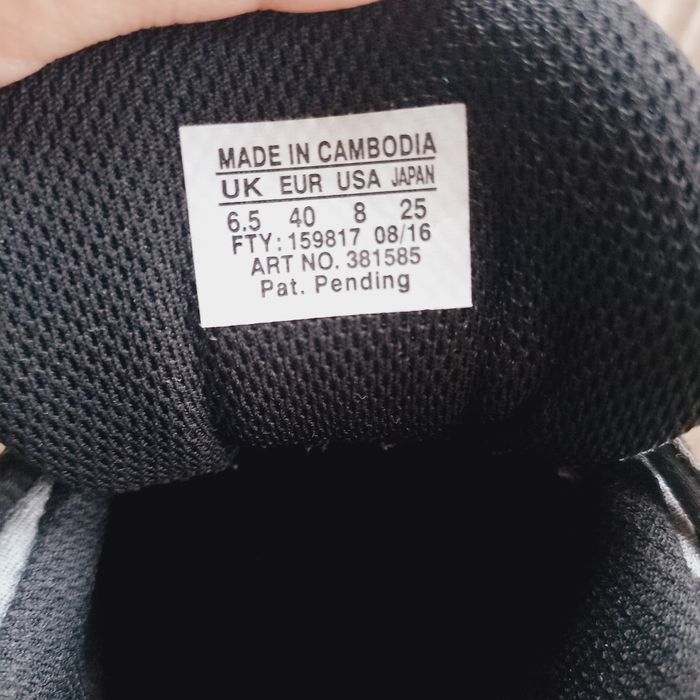 MADE IN CAMBODIA
UK EUR USA JAPAN
6.5 40 8 25
FTY: 159817 08/16
ART NO. 381585
Pat. Pending